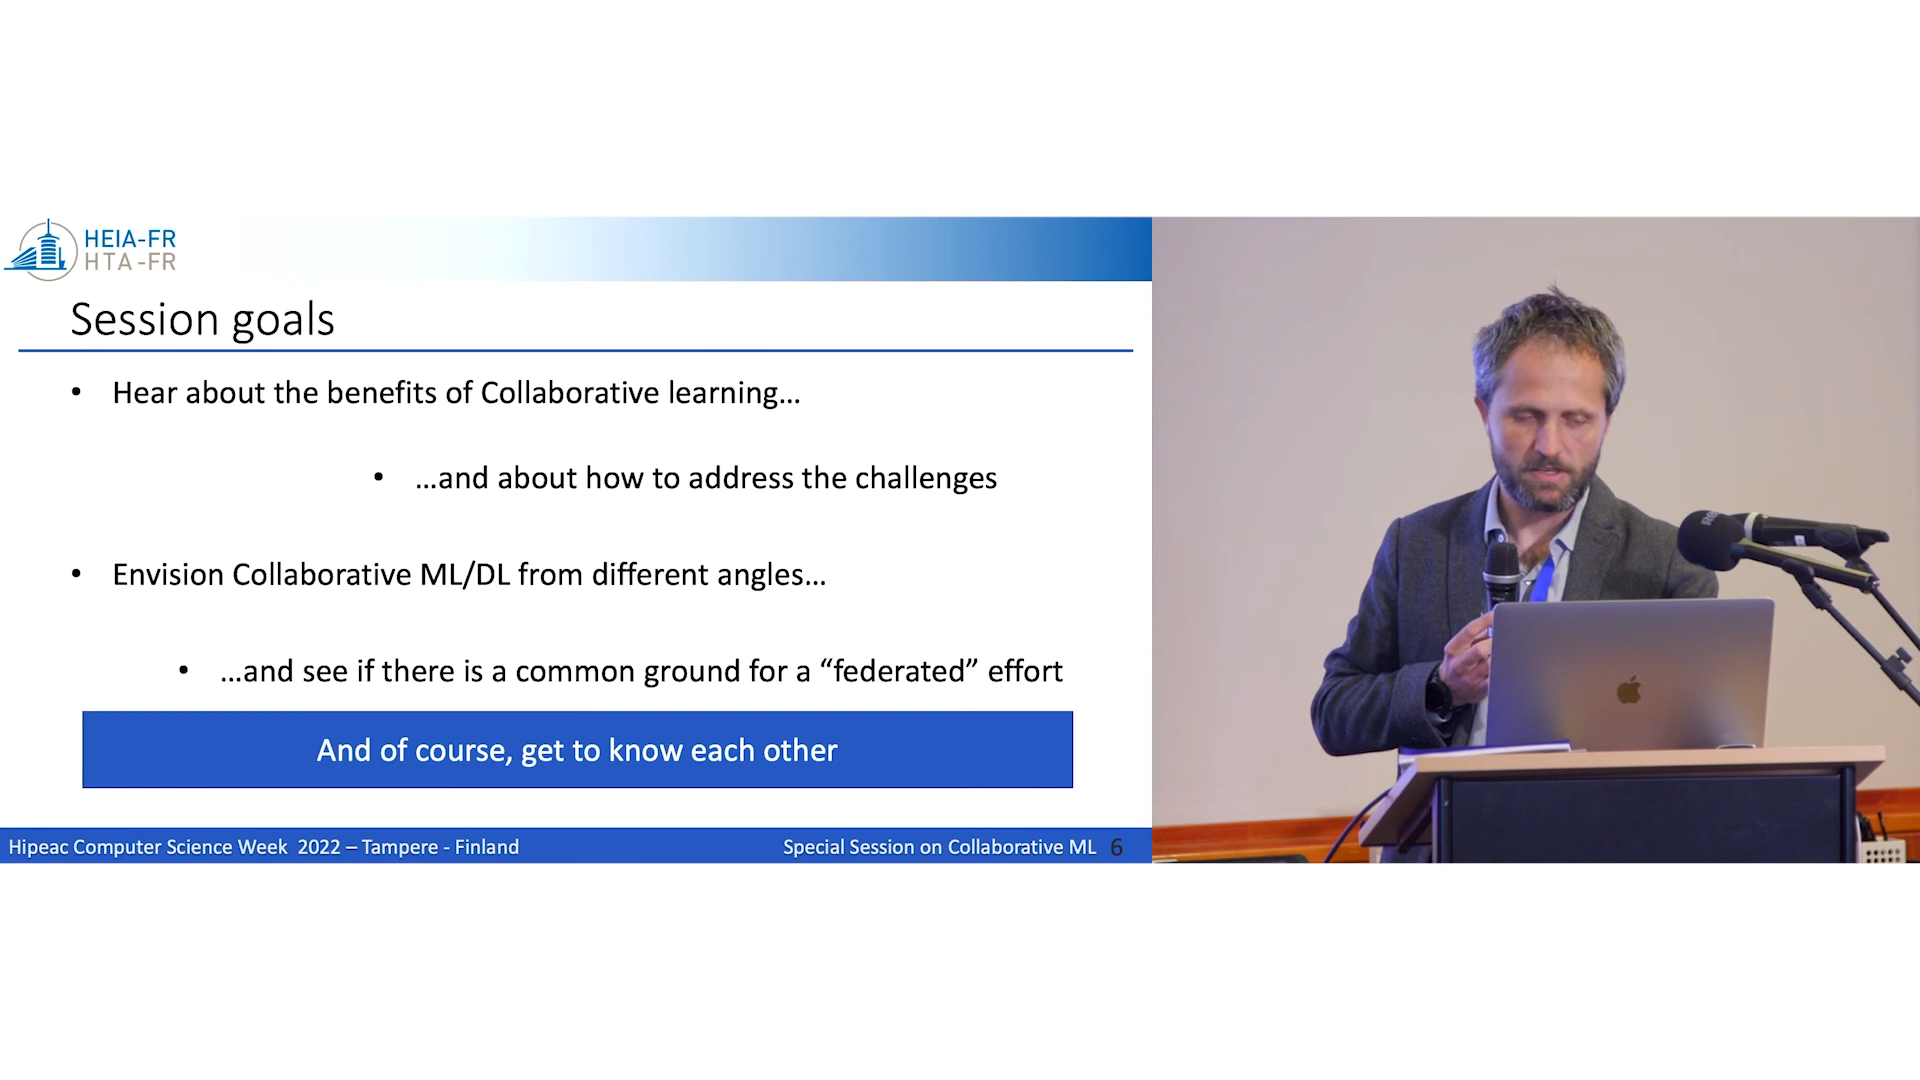 HEIA-FR
HTA-FR
Session goals
• Hear about the benefits of Collaborative learning...
• ...and about how to address the challenges
• Envision Collaborative ML/DL from different angles...
• ...and see if there is a common ground for a “federated” effort
And of course, get to know each other
Hipeac Computer Science Week 2022 – Tampere - Finland
Special Session on Collaborative ML 6